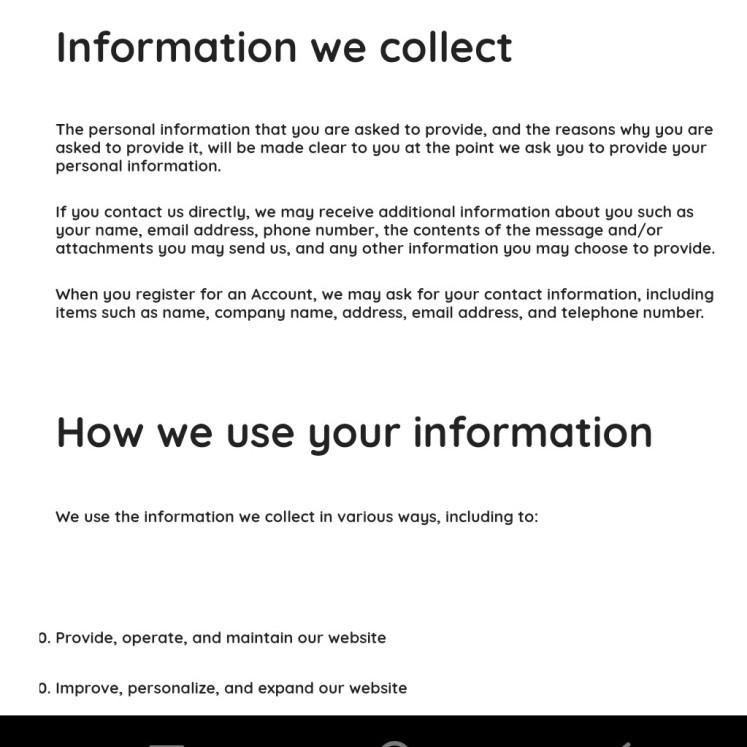 Information we collect
The personal information that you are asked to provide, and the reasons why you are
asked to provide it, will be made clear to you at the point we ask you to provide your
personal information.
If you contact us directly, we may receive additional information about you such as
your name, email address, phone number, the contents of the message and/or
attachments you may send us, and any other information you may choose to provide.
When you register for an Account, we may ask for your contact information, including
items such as name, company name, address, email address, and telephone number.
How we use your information
We use the information we collect in various ways, including to:
0. Provide, operate, and maintain our website
0. Improve, personalize, and expand our website